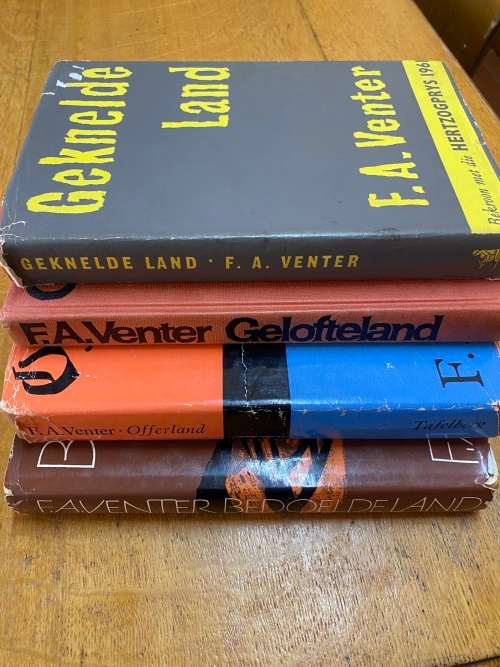 Geknelde
Land
F. A. Venter
Bekroon met die HERTZOGPRYS 196
GEKNELDE LAND · F. A. VENTER
F.A.Venter Gelofteland
O
F.
F.A.Venter · Offerland
Tafelberg
B
F.A.VENTER BEDOELDE LAND